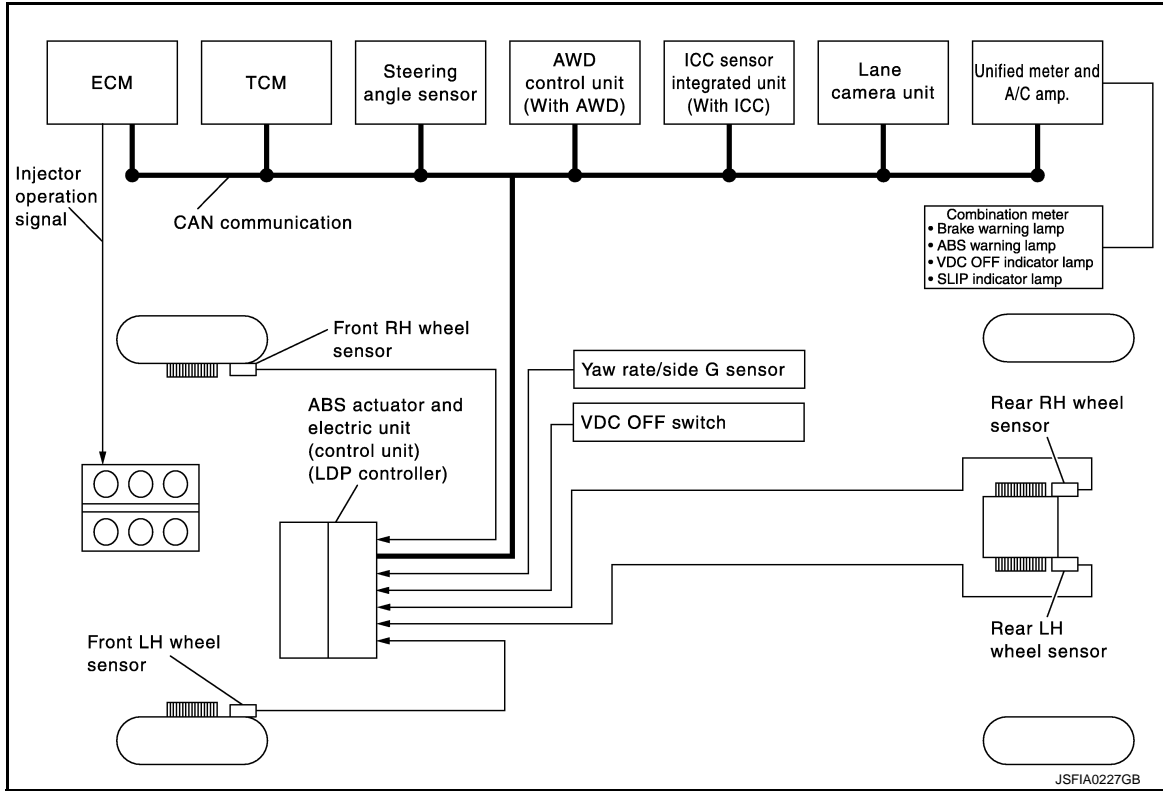 ECM
TCM
Steering
angle sensor
AWD
control unit
(With AWD)
ICC sensor
integrated unit
(With ICC)
Lane
camera unit
Unified meter and
A/C amp.
Injector
operation
signal
CAN communication
Combination meter
• Brake warning lamp
• ABS warning lamp
• VDC OFF indicator lamp
• SLIP indicator lamp
Front RH wheel
sensor
Yaw rate/side G sensor
VDC OFF switch
ABS actuator and
electric unit
(control unit)
(LDP controller)
Rear RH wheel
sensor
Front LH wheel
sensor
Rear LH
wheel sensor
JSFIA0227GB